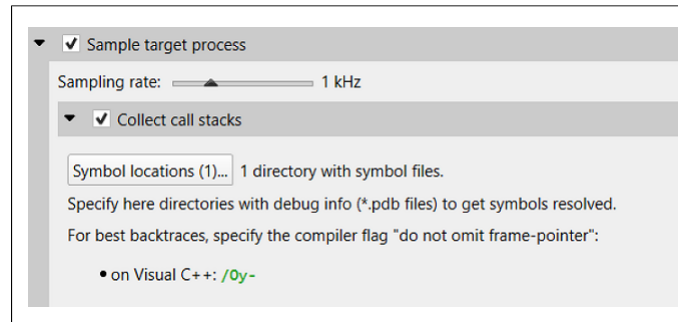 Sample target process
Sampling rate: 1 kHz
Collect call stacks
Symbol locations (1)... 1 directory with symbol files.
Specify here directories with debug info (*.pdb files) to get symbols resolved.
For best backtraces, specify the compiler flag "do not omit frame-pointer":
• on Visual C++: /Oy-